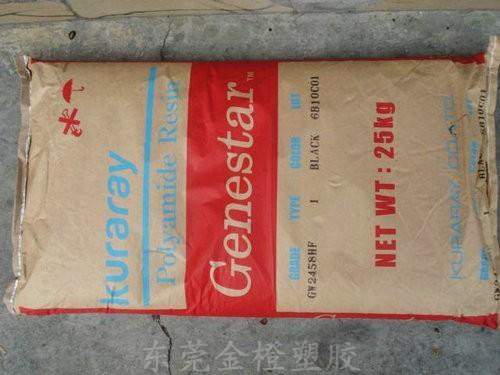 kuraray
Polyamide Resin
Genestar™
GRADE TYPE COLOR LOT
GW2458HF 1 BLACK 6B10C01
NET WT: 25kg
KURARAY CO.,LTD.
东莞金橙塑胶